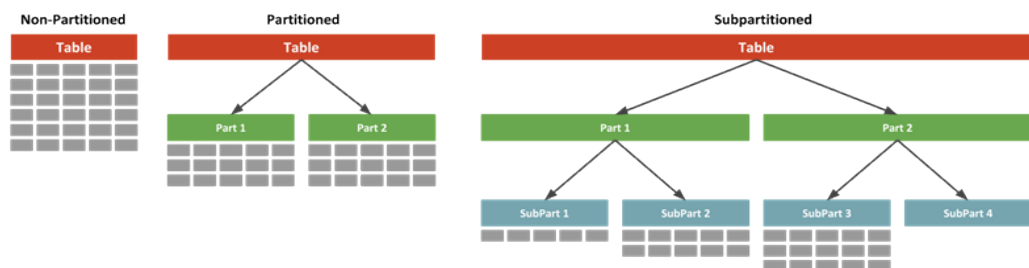 Non-Partitioned
Partitioned
Subpartitioned
Table
Table
Table
Part 1
Part 2
Part 1
Part 2
SubPart 1
SubPart 2
SubPart 3
SubPart 4